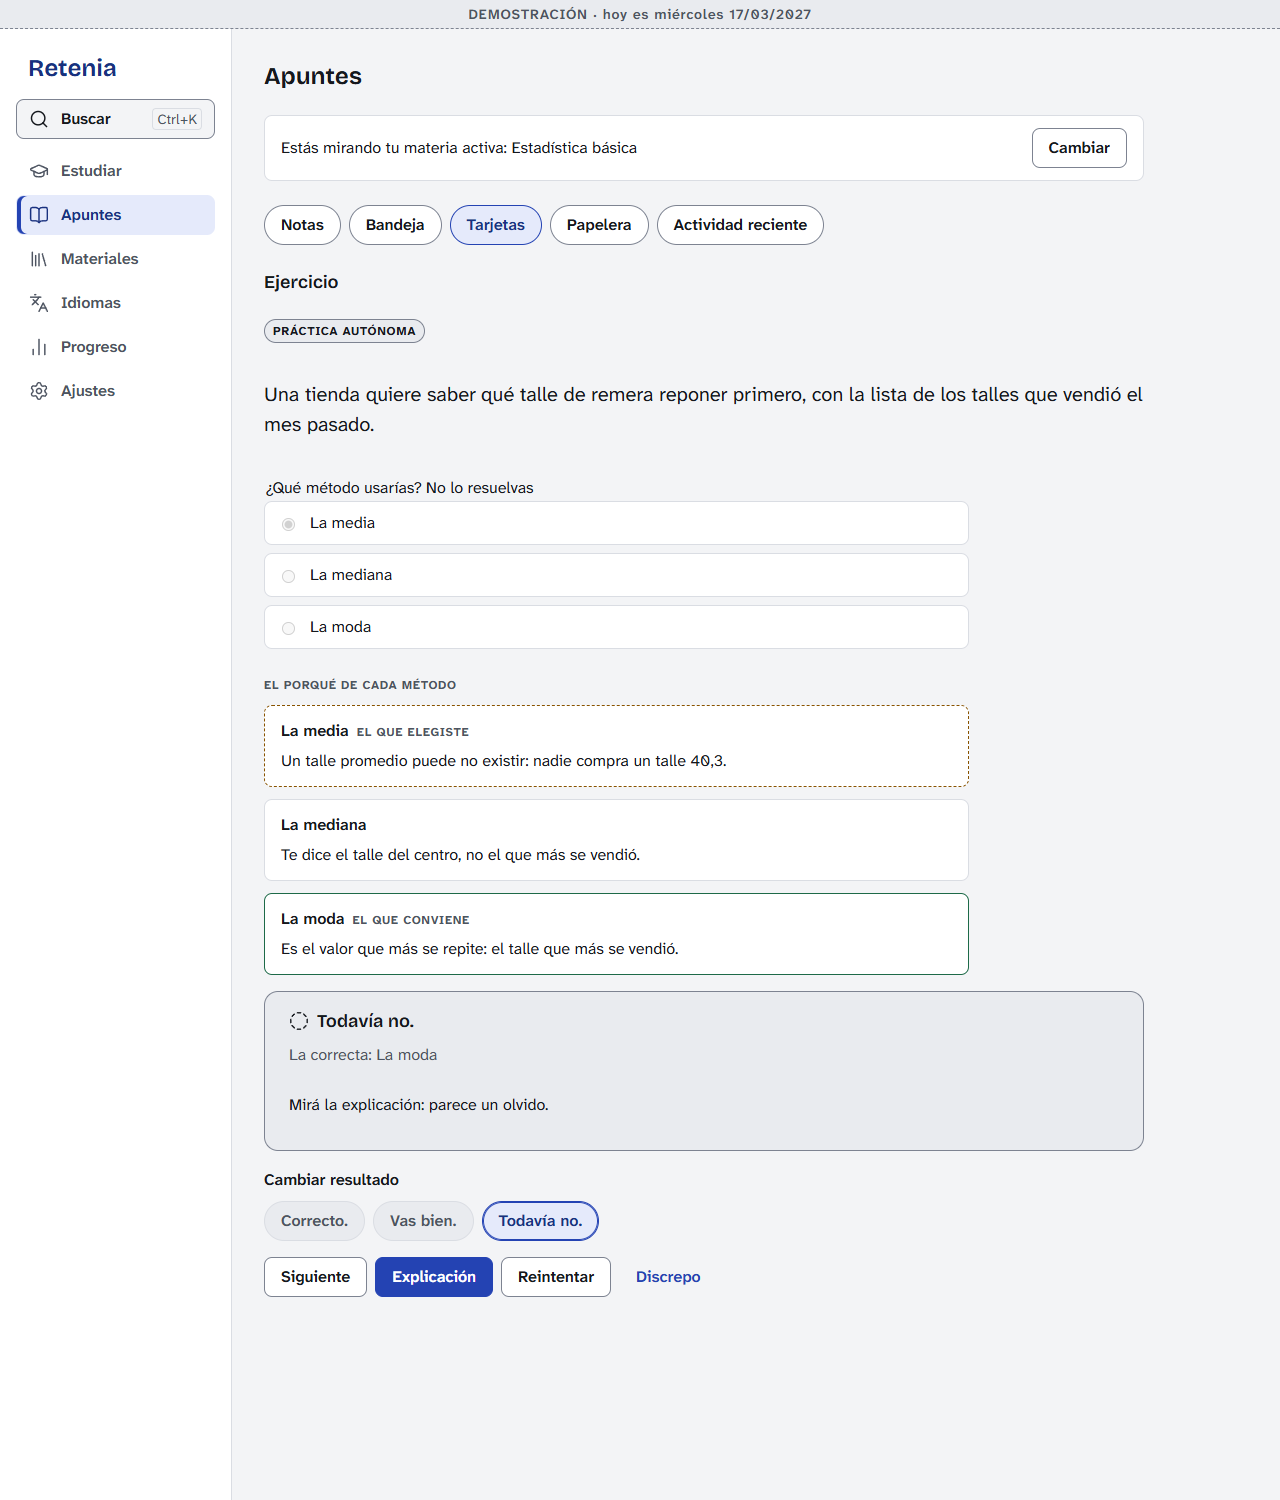 DEMOSTRACIÓN · hoy es miércoles 17/03/2027
Retenia
Buscar Ctrl+K
Estudiar
Apuntes
Materiales
Idiomas
Progreso
Ajustes
Apuntes
Estás mirando tu materia activa: Estadística básica
Cambiar
Notas Bandeja Tarjetas Papelera Actividad reciente
Ejercicio
PRÁCTICA AUTÓNOMA
Una tienda quiere saber qué talle de remera reponer primero, con la lista de los talles que vendió el
mes pasado.
¿Qué método usarías? No lo resuelvas
La media
La mediana
La moda
EL PORQUÉ DE CADA MÉTODO
La media EL QUE ELEGISTE
Un talle promedio puede no existir: nadie compra un talle 40,3.
La mediana
Te dice el talle del centro, no el que más se vendió.
La moda EL QUE CONVIENE
Es el valor que más se repite: el talle que más se vendió.
Todavía no.
La correcta: La moda
Mirá la explicación: parece un olvido.
Cambiar resultado
Correcto. Vas bien. Todavía no.
Siguiente Explicación Reintentar Discrepo